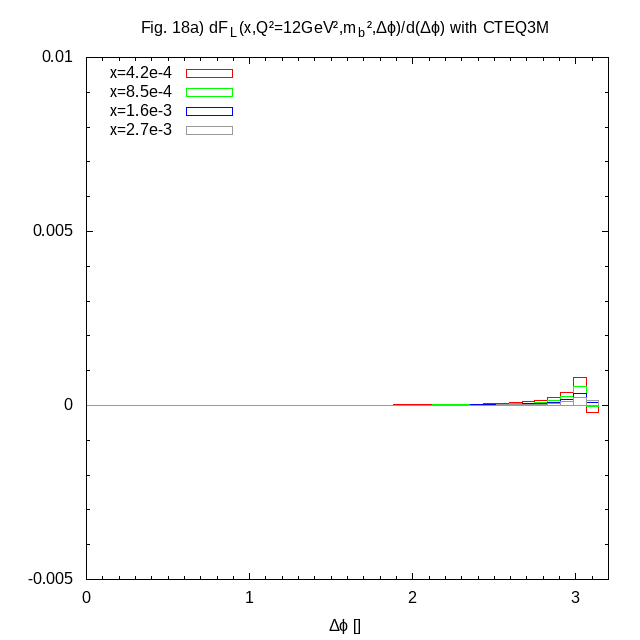 Fig. 18a) dF_L(x,Q²=12GeV²,m_b²,Δϕ)/d(Δϕ) with CTEQ3M
0.01
x=4.2e-4
x=8.5e-4
x=1.6e-3
x=2.7e-3
0.005
0
-0.005
0 1 2 3
Δϕ []